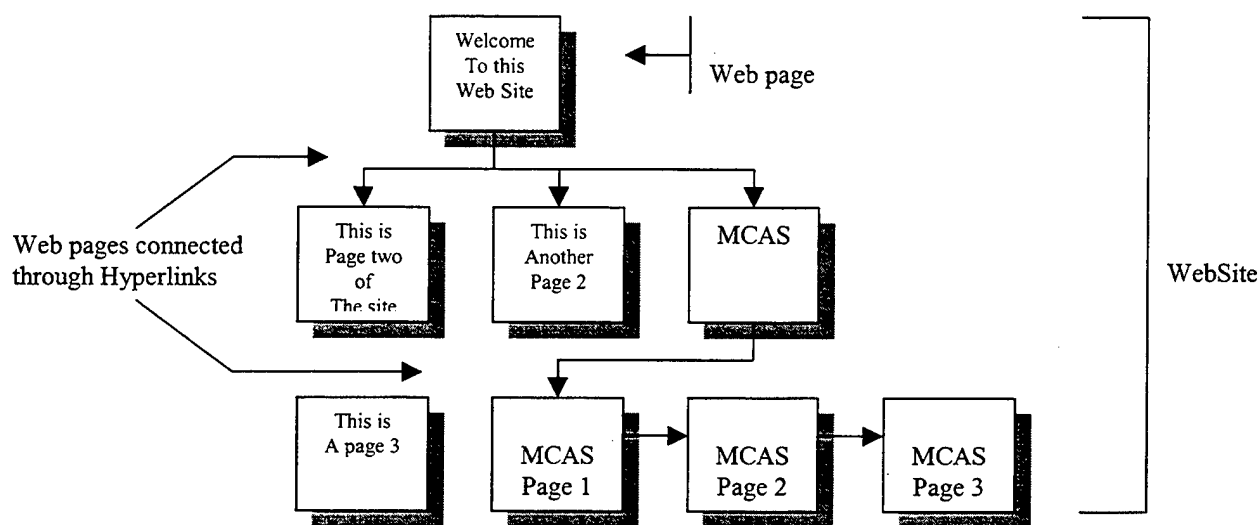 Welcome
To this
Web Site
Web page
Web pages connected
through Hyperlinks
This is
Page two
of
The site
This is
Another
Page 2
MCAS
WebSite
This is
A page 3
MCAS
Page 1
MCAS
Page 2
MCAS
Page 3